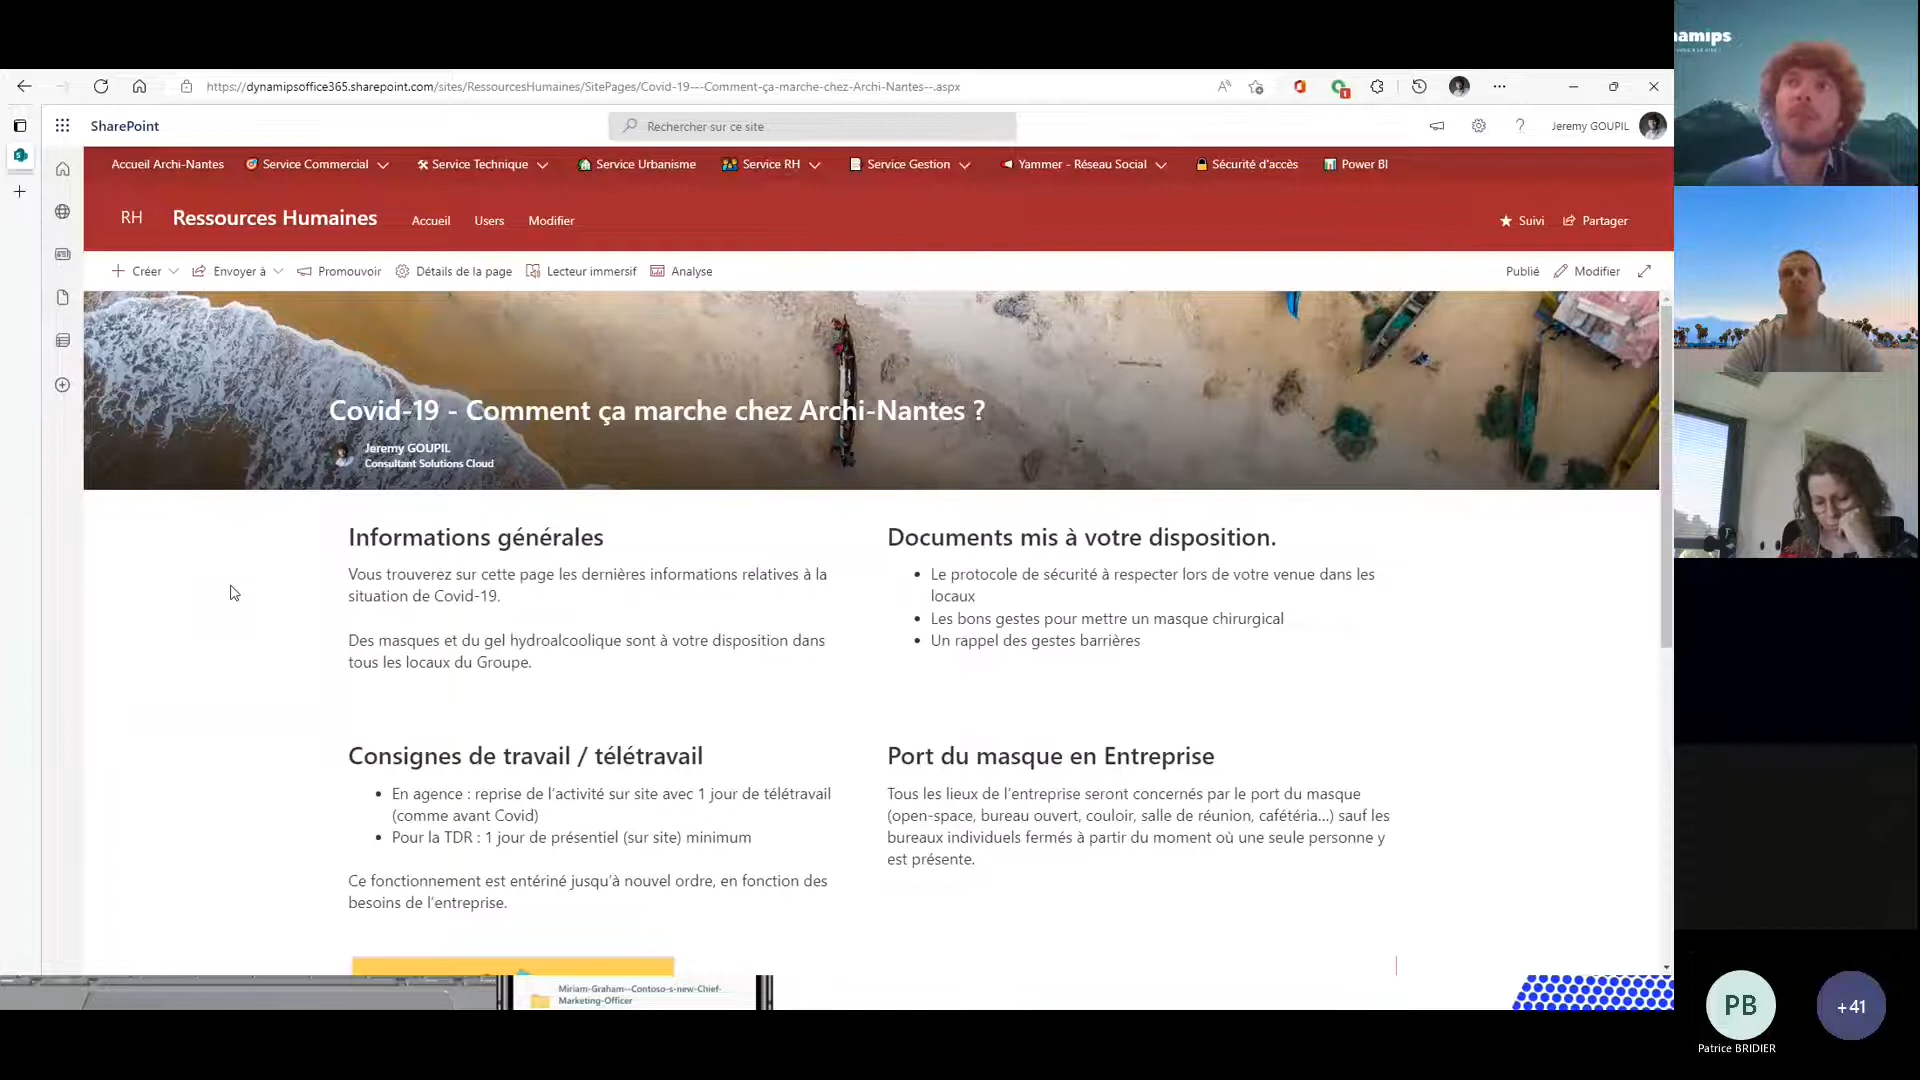 https://dynamipsoffice365.sharepoint.com/sites/RessourcesHumaines/SitePages/Covid-19---Comment-ça-marche-chez-Archi-Nantes--.aspx
SharePoint
Rechercher sur ce site
Jeremy GOUPIL
Accueil Archi-Nantes
Service Commercial
Service Technique
Service Urbanisme
Service RH
Service Gestion
Yammer - Réseau Social
Sécurité d'accès
Power BI
RH
Ressources Humaines
Accueil
Users
Modifier
Suivi
Partager
Créer
Envoyer à
Promouvoir
Détails de la page
Lecteur immersif
Analyse
Publié
Modifier
Covid-19 - Comment ça marche chez Archi-Nantes ?
Jeremy GOUPIL
Consultant Solutions Cloud
Informations générales
Vous trouverez sur cette page les dernières informations relatives à la
situation de Covid-19.
Des masques et du gel hydroalcoolique sont à votre disposition dans
tous les locaux du Groupe.
Documents mis à votre disposition.
• Le protocole de sécurité à respecter lors de votre venue dans les
locaux
• Les bons gestes pour mettre un masque chirurgical
• Un rappel des gestes barrières
Consignes de travail / télétravail
• En agence : reprise de l'activité sur site avec 1 jour de télétravail
(comme avant Covid)
• Pour la TDR : 1 jour de présentiel (sur site) minimum
Ce fonctionnement est entériné jusqu'à nouvel ordre, en fonction des
besoins de l'entreprise.
Port du masque en Entreprise
Tous les lieux de l'entreprise seront concernés par le port du masque
(open-space, bureau ouvert, couloir, salle de réunion, cafétéria...) sauf les
bureaux individuels fermés à partir du moment où une seule personne y
est présente.
Miriam-Graham--Contoso-s-new-Chief-
Marketing-Officer
namips
PB
+41
Patrice BRIDIER